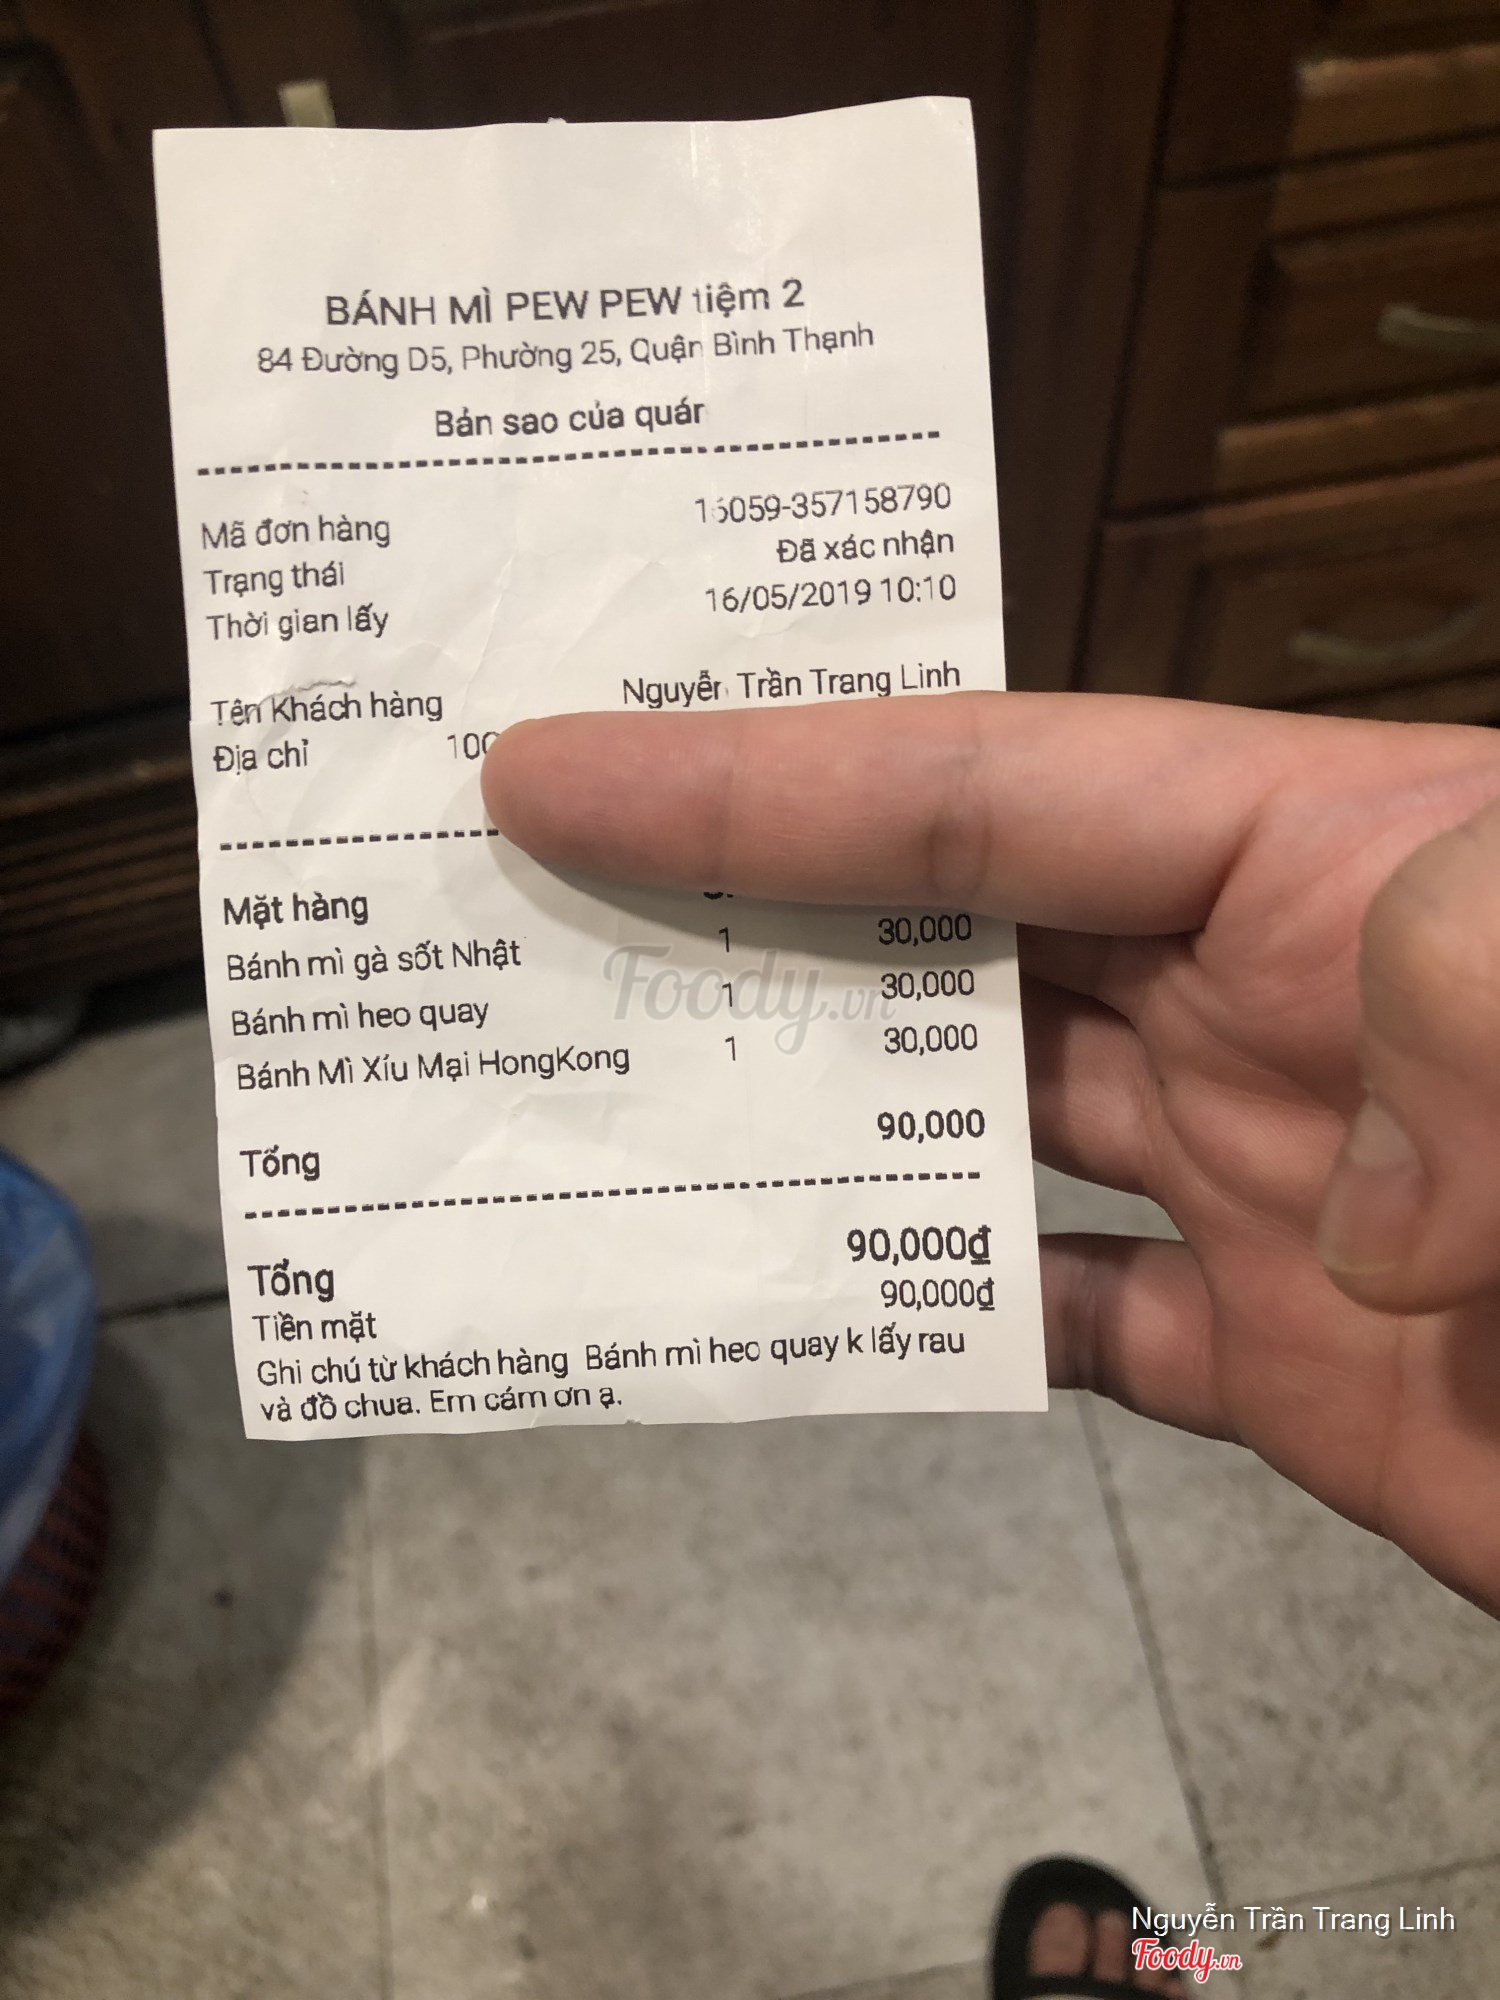 BÁNH MÌ PEW PEW tiệm 2
84 Đường D5, Phường 25, Quận Bình Thạnh
Bản sao của quán
Mã đơn hàng 16059-357158790
Trạng thái Đã xác nhận
Thời gian lấy 16/05/2019 10:10
Tên Khách hàng Nguyễn Trần Trang Linh
Địa chỉ
Mặt hàng
Bánh mì gà sốt Nhật 1 30,000
Bánh mì heo quay 1 30,000
Bánh Mì Xíu Mại HongKong 1 30,000
Tổng 90,000
Tổng 90,000₫
Tiền mặt 90,000₫
Ghi chú từ khách hàng Bánh mì heo quay k lấy rau
và đồ chua. Em cám ơn ạ.
Foody.vn
Nguyễn Trần Trang Linh
Foody.vn